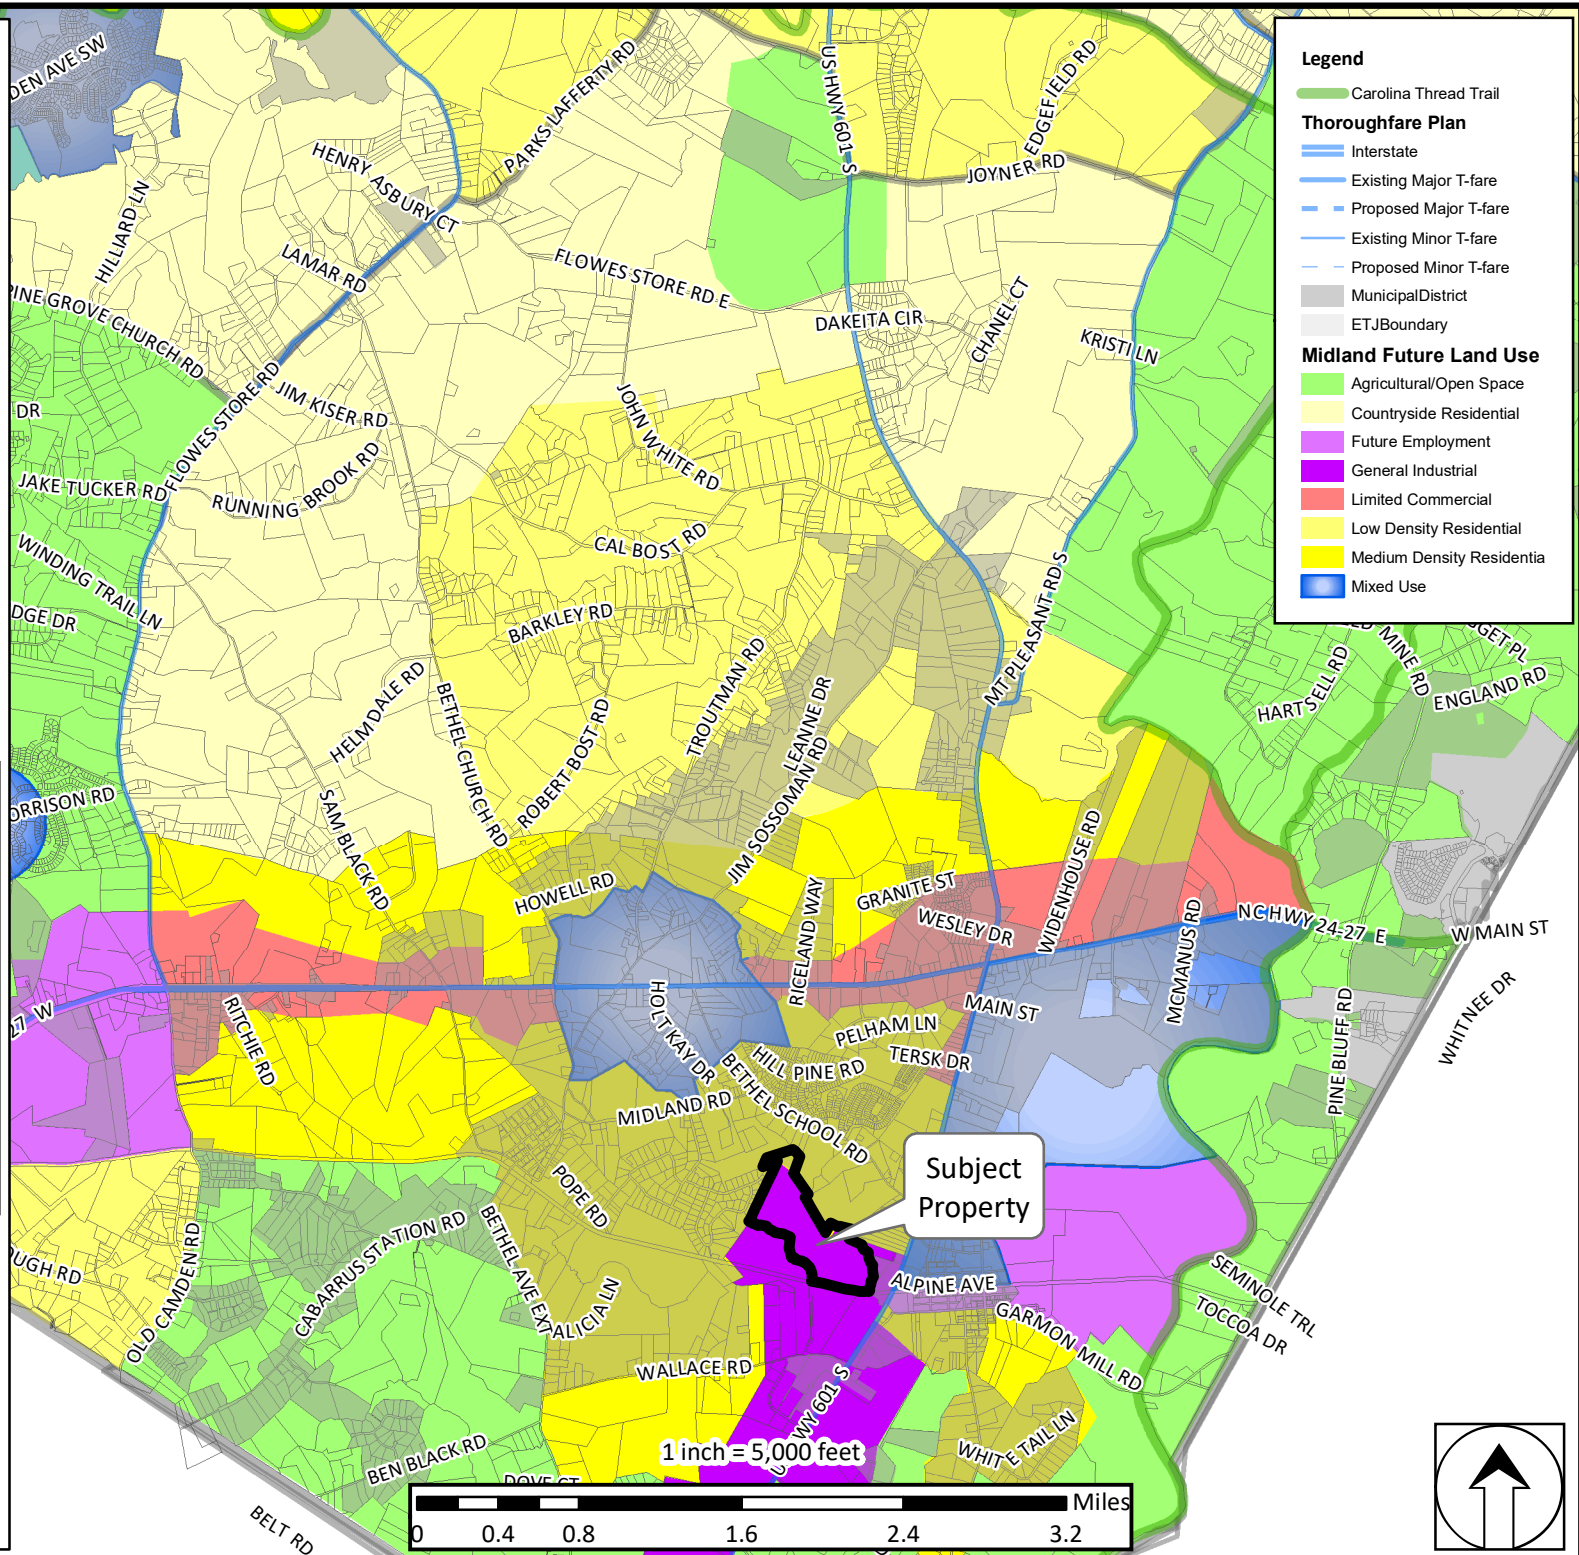 DEN AVE SW
PARKS LAFFERTY RD
US HWY 601 S
EDGEFIELD RD
JOYNER RD
HENRY ASBURY CT
HILLIARD LN
LAMAR RD
FLOWES STORE RD E
DAKEITA CIR
CHANEL CT
KRISTI LN
PINE GROVE CHURCH RD
DR
FLOWES STORE RD
JIM KISER RD
JOHN WHITE RD
JAKE TUCKER RD
RUNNING BROOK RD
CAL BOST RD
WINDING TRAIL LN
DGE DR
BARKLEY RD
MT PLEASANT RD S
HELMDALE RD
BETHEL CHURCH RD
ROBERT BOST RD
TROUTMAN RD
LEANNE DR
JIM SOSSOMAN RD
HARTSELL RD
MINE RD
GET PL
ENGLAND RD
ORRISON RD
SAM BLACK RD
HOWELL RD
RICELAND WAY
GRANITE ST
WESLEY DR
WIDENHOUSE RD
MCMANUS RD
NC HWY 24-27 E
W MAIN ST
WHITNEE DR
PINE BLUFF RD
27 W
RITCHIE RD
HOLT KAY DR
MAIN ST
PELHAM LN
TERSK DR
HILL PINE RD
BETHEL SCHOOL RD
MIDLAND RD
POPE RD
Subject
Property
OUGH RD
OLD CAMDEN RD
CABARRUS STATION RD
BETHEL AVE EXT
ALICIA LN
ALPINE AVE
GARMON MILL RD
SEMINOLE TRL
TOCCOA DR
WALLACE RD
WY 601 S
WHITE TAIL LN
BEN BLACK RD
DOVE CT
BELT RD
1 inch = 5,000 feet
Miles
0 0.4 0.8 1.6 2.4 3.2
Legend
Carolina Thread Trail
Thoroughfare Plan
Interstate
Existing Major T-fare
Proposed Major T-fare
Existing Minor T-fare
Proposed Minor T-fare
MunicipalDistrict
ETJBoundary
Midland Future Land Use
Agricultural/Open Space
Countryside Residential
Future Employment
General Industrial
Limited Commercial
Low Density Residential
Medium Density Residentia
Mixed Use